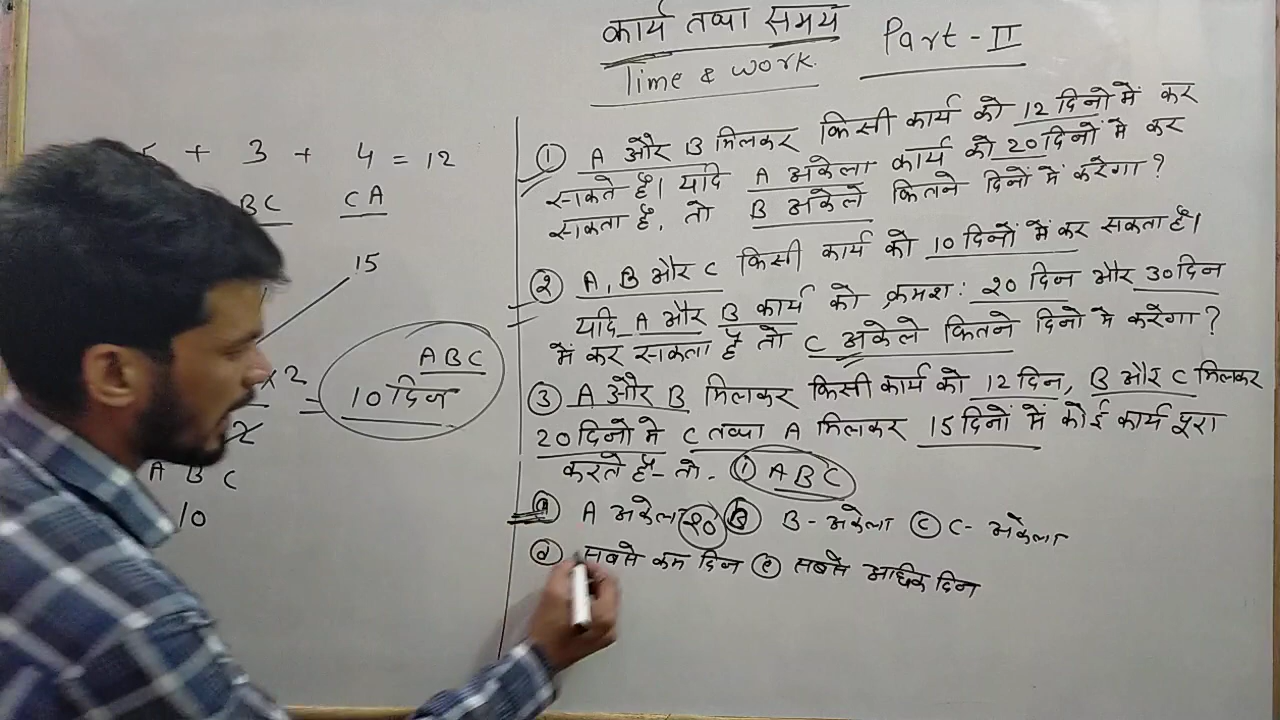 कार्य तथा समय Part - II
Time & work.
5 + 3 + 4 = 12
BC CA
15
× 2
2
A B C
10
ABC
10 दिन
① A और B मिलकर किसी कार्य को 12 दिनो में कर
सकते हैं। यदि A अकेला कार्य को 20 दिनों मे कर
सकता है, तो B अकेले कितने दिनों में करेगा?
② A, B और C किसी कार्य को 10 दिनों में कर सकता है।
यदि A और B कार्य को क्रमश: 20 दिन और 30 दिन
में कर सकता है तो C अकेले कितने दिनो मे करेगा?
③ A और B मिलकर किसी कार्य को 12 दिन, B और C मिलकर
20 दिनो मे C तथा A मिलकर 15 दिनों मे कोई कार्य पूरा
करते है- तो - ① ABC
ⓐ A अकेला 20 Ⓑ B - अकेला ⓒ C - अकेला
ⓓ सबसे कम दिन ⓔ सबसे अधिक दिन